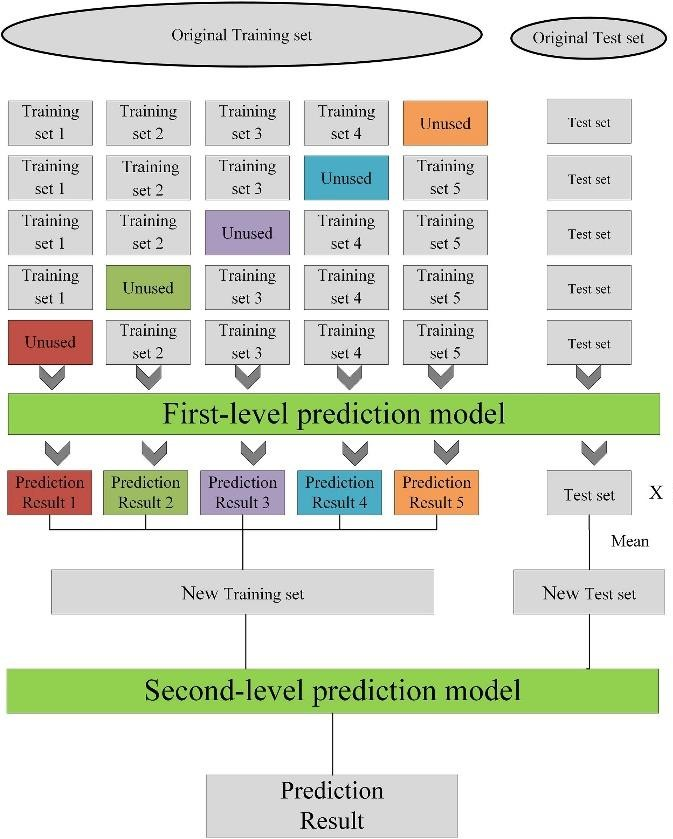 Original Training set
Original Test set
Training set 1
Training set 2
Training set 3
Training set 4
Unused
Test set
Training set 1
Training set 2
Training set 3
Unused
Training set 5
Test set
Training set 1
Training set 2
Unused
Training set 4
Training set 5
Test set
Training set 1
Unused
Training set 3
Training set 4
Training set 5
Test set
Unused
Training set 2
Training set 3
Training set 4
Training set 5
Test set
First-level prediction model
Prediction Result 1
Prediction Result 2
Prediction Result 3
Prediction Result 4
Prediction Result 5
Test set
X
Mean
New Training set
New Test set
Second-level prediction model
Prediction
Result